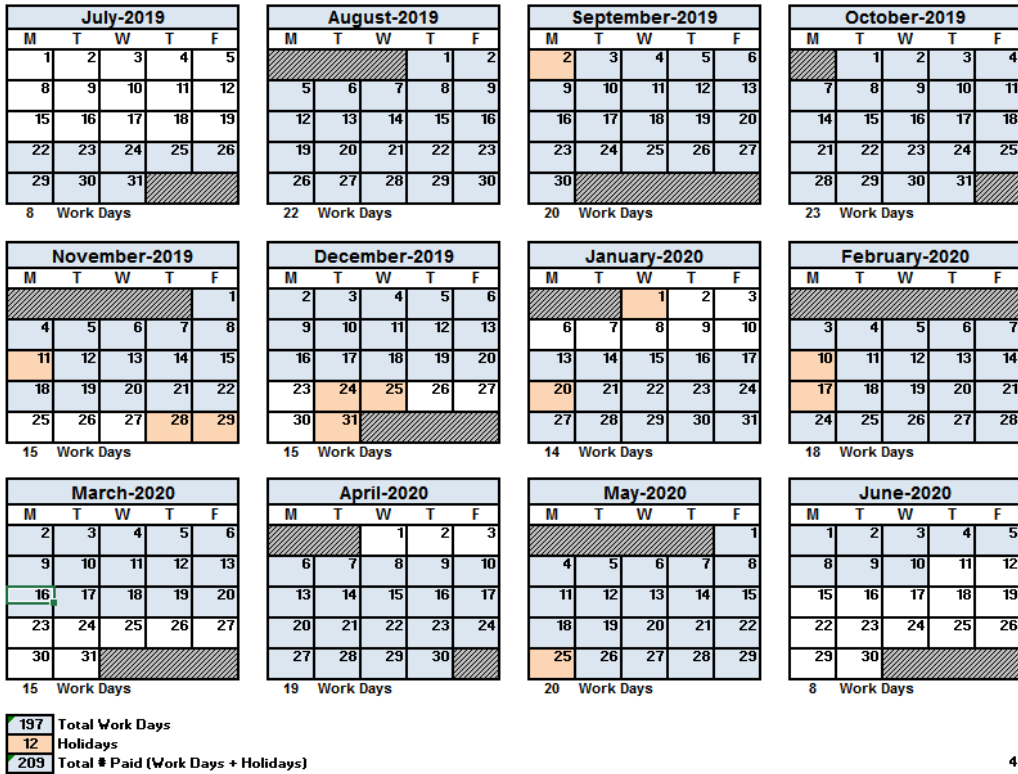 July-2019 August-2019 September-2019 October-2019
M T W T F M T W T F M T W T F M T W T F
1 2 3 4 5 1 2 2 3 4 5 6 1 2 3 4
8 9 10 11 12 5 6 7 8 9 9 10 11 12 13 7 8 9 10 11
15 16 17 18 19 12 13 14 15 16 16 17 18 19 20 14 15 16 17 18
22 23 24 25 26 19 20 21 22 23 23 24 25 26 27 21 22 23 24 25
29 30 31 26 27 28 29 30 30 28 29 30 31
8 Work Days 22 Work Days 20 Work Days 23 Work Days
November-2019 December-2019 January-2020 February-2020
M T W T F M T W T F M T W T F M T W T F
1 2 3 4 5 6 1 2 3
4 5 6 7 8 9 10 11 12 13 6 7 8 9 10 3 4 5 6 7
11 12 13 14 15 16 17 18 19 20 13 14 15 16 17 10 11 12 13 14
18 19 20 21 22 23 24 25 26 27 20 21 22 23 24 17 18 19 20 21
25 26 27 28 29 30 31 27 28 29 30 31 24 25 26 27 28
15 Work Days 15 Work Days 14 Work Days 18 Work Days
March-2020 April-2020 May-2020 June-2020
M T W T F M T W T F M T W T F M T W T F
2 3 4 5 6 1 2 3 1 1 2 3 4 5
9 10 11 12 13 6 7 8 9 10 4 5 6 7 8 8 9 10 11 12
16 17 18 19 20 13 14 15 16 17 11 12 13 14 15 15 16 17 18 19
23 24 25 26 27 20 21 22 23 24 18 19 20 21 22 22 23 24 25 26
30 31 27 28 29 30 25 26 27 28 29 29 30
15 Work Days 19 Work Days 20 Work Days 8 Work Days
197 Total Work Days
12 Holidays
209 Total # Paid (Work Days + Holidays) 4